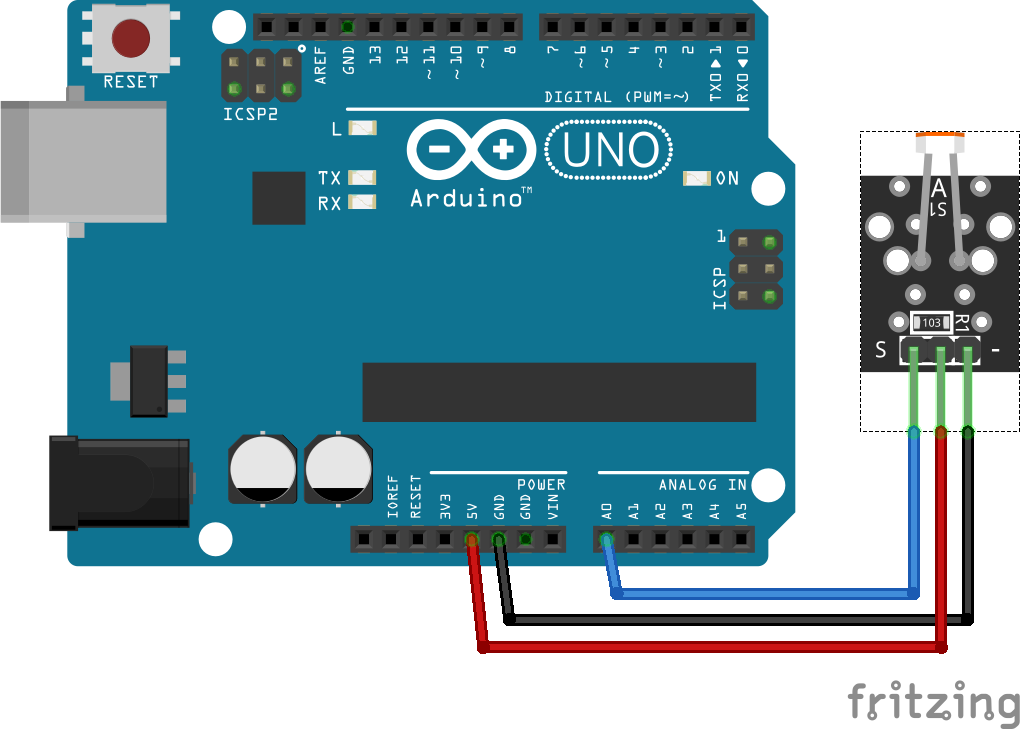 RESET
ICSP2
AREF
GND
13
12
~11
~10
~9
8
7
~6
~5
4
~3
2
TX0▶1
RX0◀0
DIGITAL (PWM=~)
L
TX
RX
Arduino™
UNO
ON
1
ICSP
A
S1
103
R1
S
-
POWER
ANALOG IN
IOREF
RESET
3V3
5V
GND
GND
VIN
A0
A1
A2
A3
A4
A5
fritzing